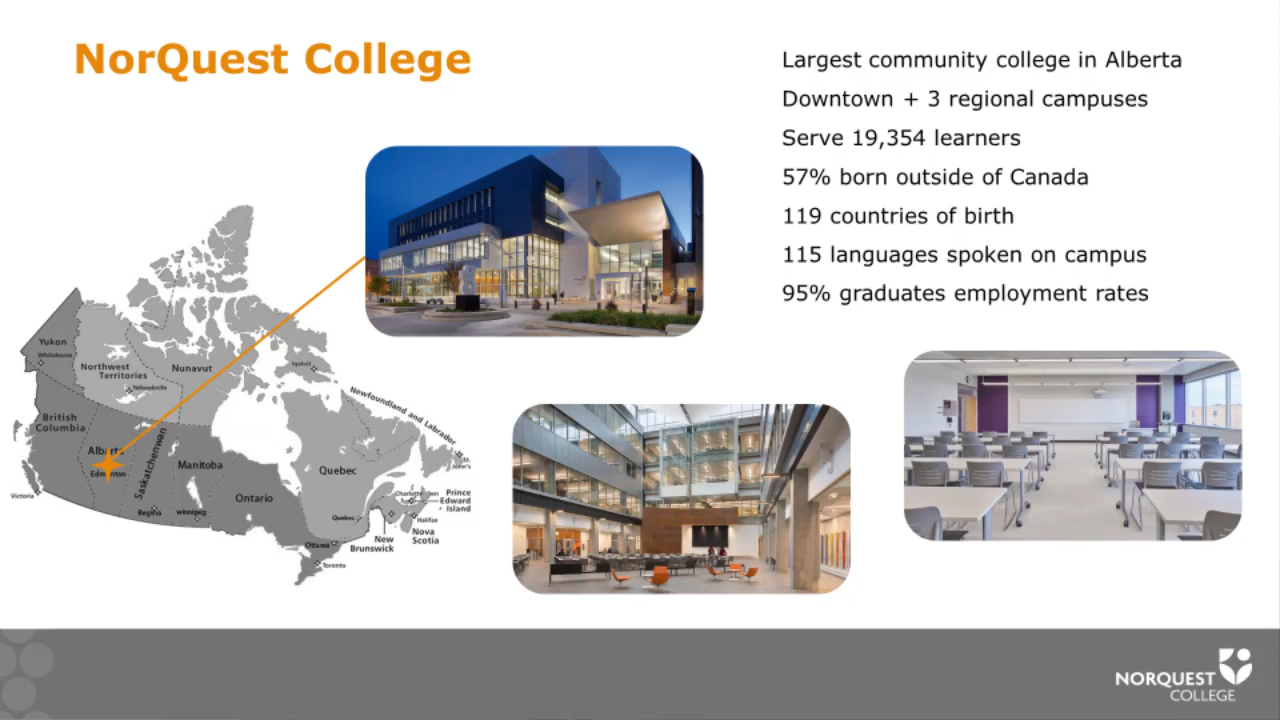 NorQuest College
Largest community college in Alberta
Downtown + 3 regional campuses
Serve 19,354 learners
57% born outside of Canada
119 countries of birth
115 languages spoken on campus
95% graduates employment rates
Yukon
Whitehorse
Northwest
Territories
Yellowknife
Nunavut
Iqaluit
Newfoundland and Labrador
St.
John's
British
Columbia
Alberta
Edmonton
Saskatchewan
Manitoba
Quebec
Ontario
Victoria
Regina
winnipeg
Quebec
Prince
Edward
Island
Halifax
Nova
Scotia
New
Brunswick
Ottawa
Toronto
NORQUEST
COLLEGE